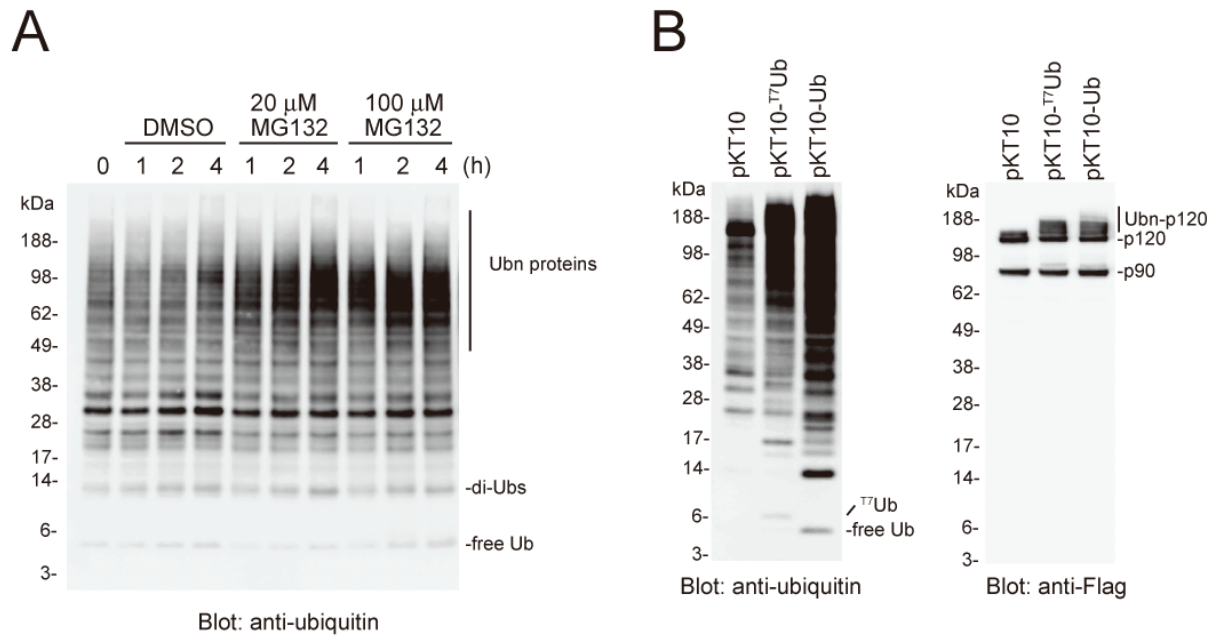 A
DMSO
20 μM
MG132
100 μM
MG132
0 1 2 4 1 2 4 1 2 4 (h)
kDa
188-
98-
62-
49-
38-
28-
17-
14-
6-
3-
Ubn proteins
-di-Ubs
-free Ub
Blot: anti-ubiquitin
B
pKT10
pKT10-T7Ub
pKT10-Ub
kDa
188-
98-
62-
49-
38-
28-
17-
14-
6-
3-
T7Ub
-free Ub
Blot: anti-ubiquitin
pKT10
pKT10-T7Ub
pKT10-Ub
kDa
188-
98-
62-
49-
38-
28-
17-
14-
6-
3-
Ubn-p120
-p120
-p90
Blot: anti-Flag